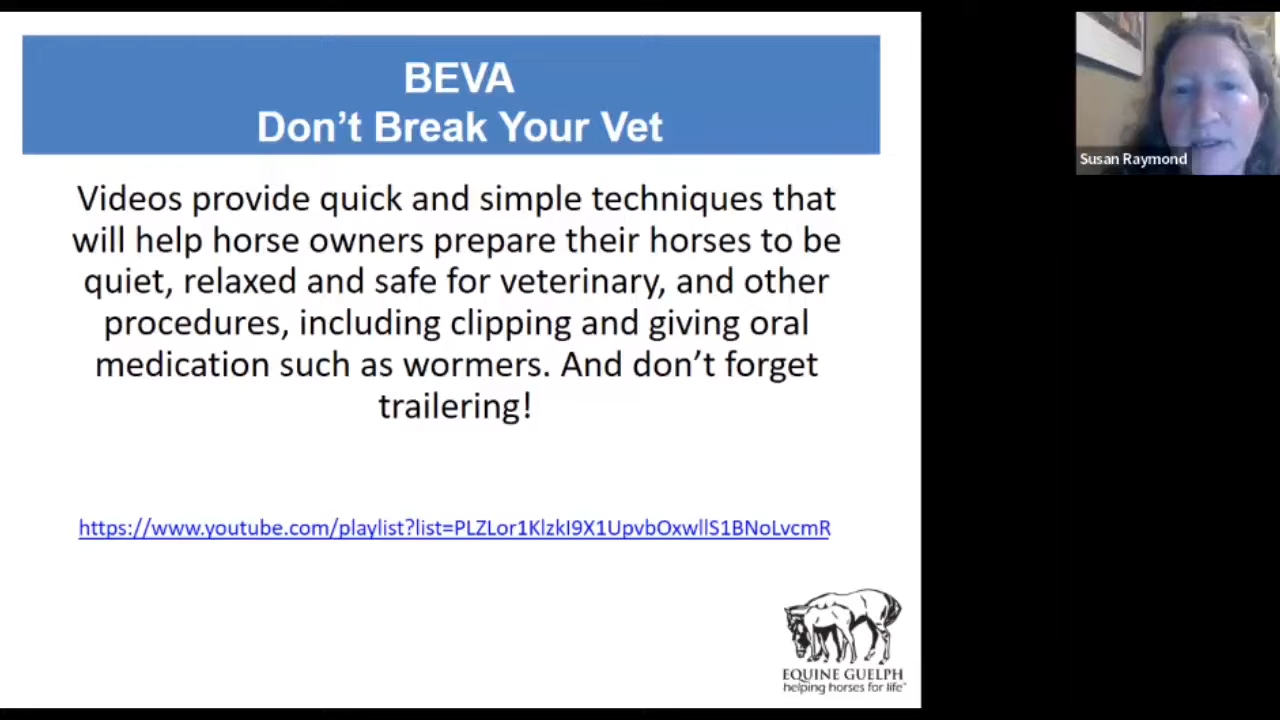 BEVA
Don't Break Your Vet
Videos provide quick and simple techniques that
will help horse owners prepare their horses to be
quiet, relaxed and safe for veterinary, and other
procedures, including clipping and giving oral
medication such as wormers. And don't forget
trailering!
https://www.youtube.com/playlist?list=PLZLor1KlzkI9X1UpvbOxwllS1BNoLvcmR
EQUINE GUELPH
helping horses for life™
Susan Raymond